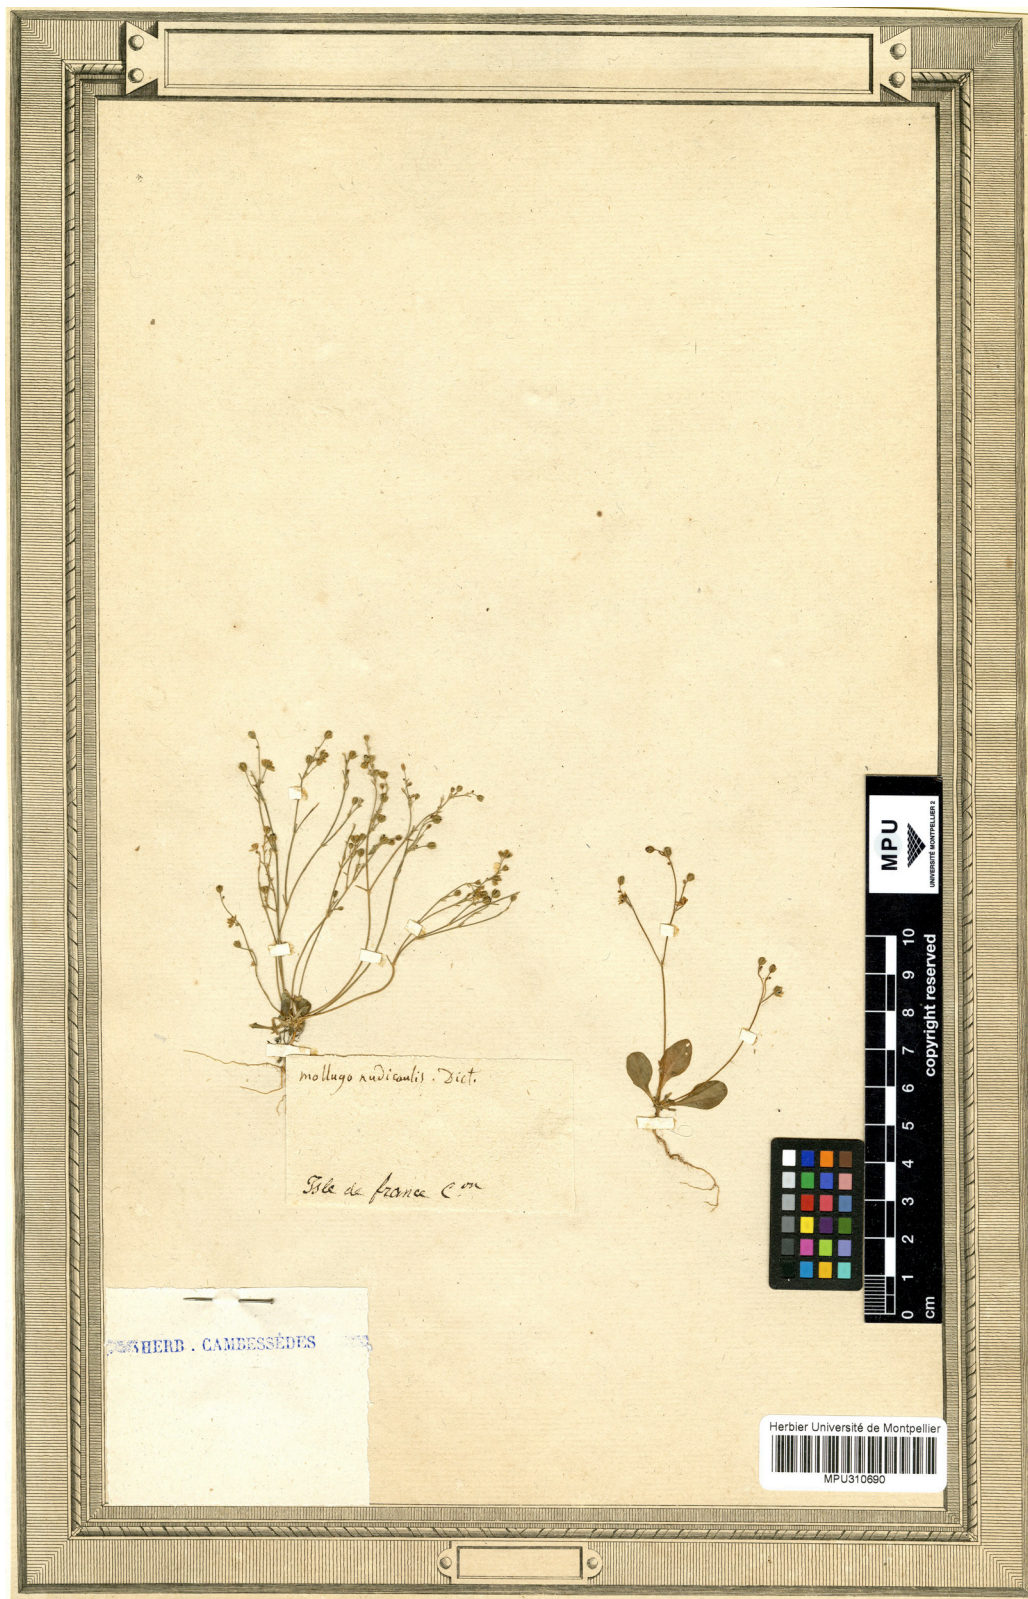 mollugo nudicaulis. Dict.
Isle de france C.on
HERB. CAMBESSÈDES
MPU
UNIVERSITÉ MONTPELLIER 2
copyright reserved
10
9
8
7
6
5
4
3
2
1
0
cm
Herbier Université de Montpellier
MPU310690